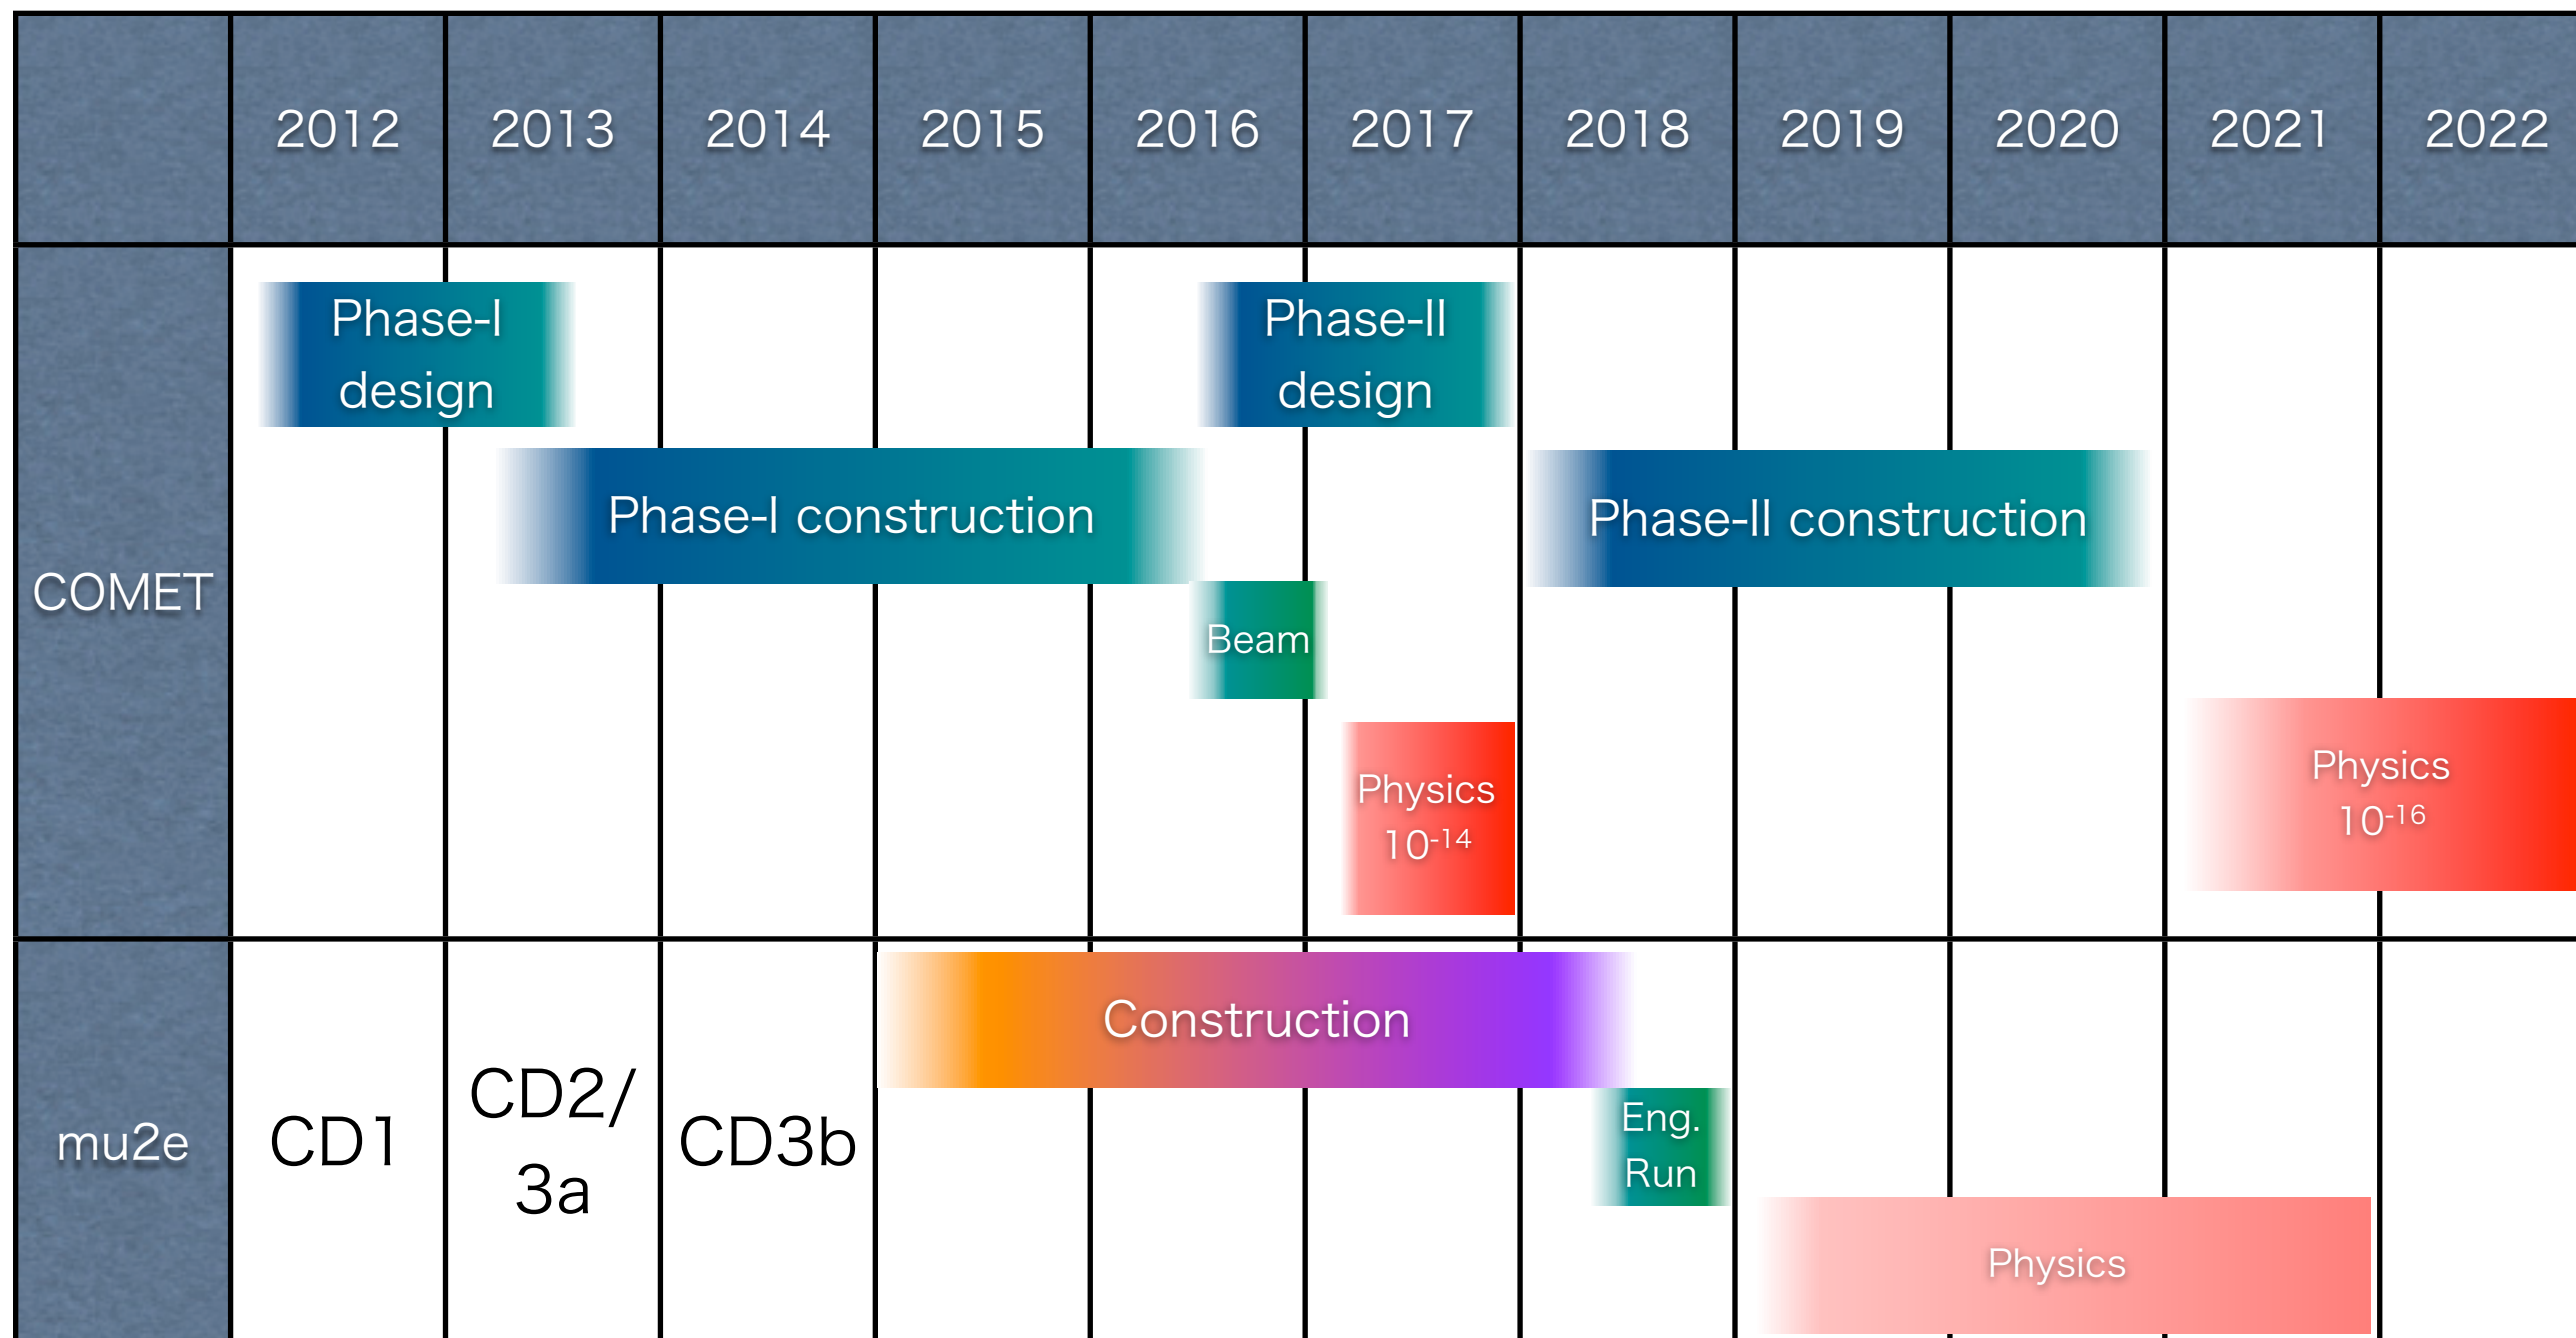 2012 2013 2014 2015 2016 2017 2018 2019 2020 2021 2022
COMET
Phase-I
design
Phase-II
design
Phase-I construction
Phase-II construction
Beam
Physics
10-14
Physics
10-16
mu2e
CD1
CD2/
3a
CD3b
Construction
Eng.
Run
Physics